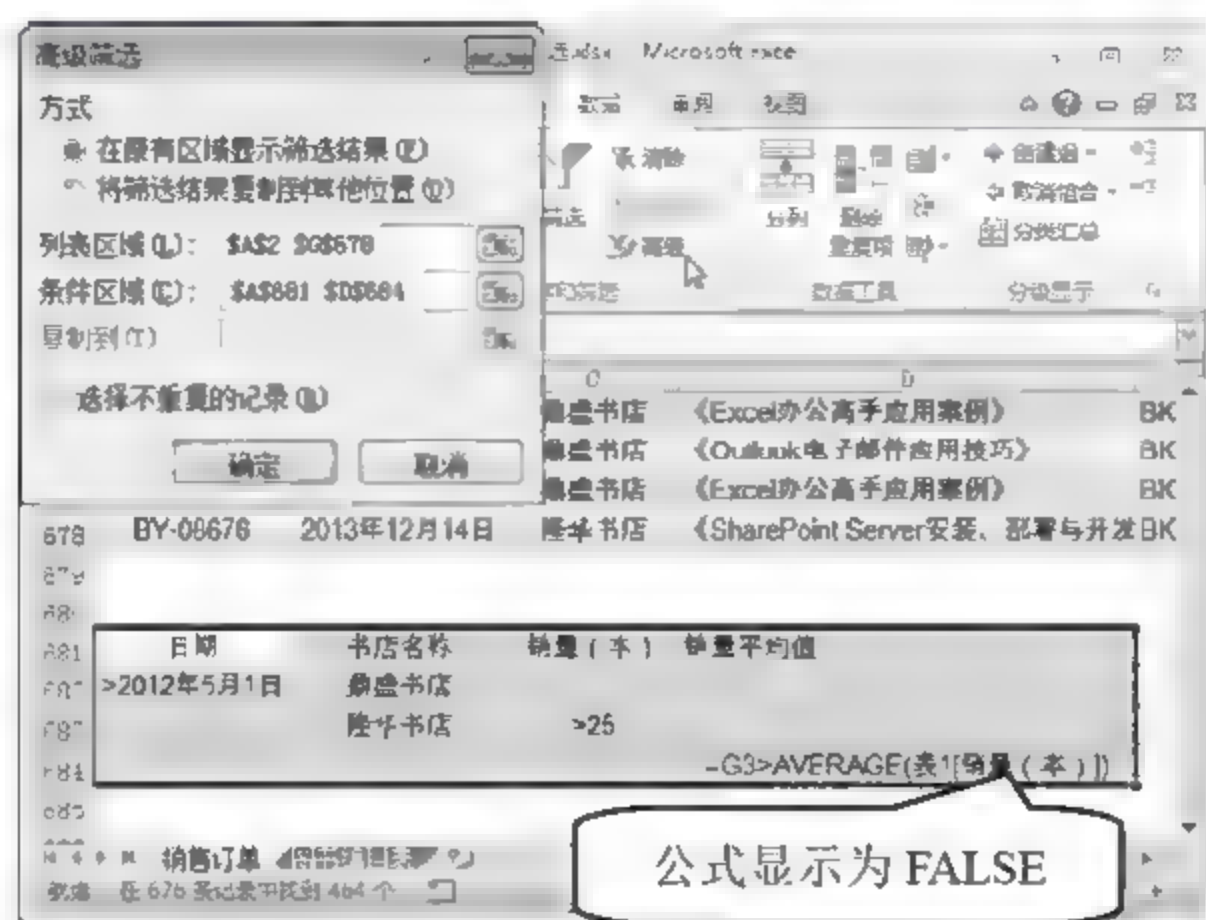 高级筛选
Microsoft Excel
方式
在原有区域显示筛选结果(F)
将筛选结果复制到其他位置(O)
列表区域(L): $A$2 $G$678
条件区域(C): $A$681 $D$684
复制到(T)
选择不重复的记录(R)
确定 取消
数据 审阅 视图
筛选 清除
高级
分列 删除
重复项
创建组
取消组合
分类汇总
数据工具 分级显示
C D
鼎盛书店 《Excel办公高手应用案例》 BK
鼎盛书店 《Outlook电子邮件应用技巧》 BK
鼎盛书店 《Excel办公高手应用案例》 BK
678 BY-08676 2013年12月14日 隆华书店 《SharePoint Server安装、部署与开发 BK
日期 书店名称 销量(本) 销量平均值
>2012年5月1日 鼎盛书店
隆华书店 >25
=G3>AVERAGE(表1[销量(本)])
公式显示为 FALSE
销售订单
就绪 在 676 条记录中找到 464 个